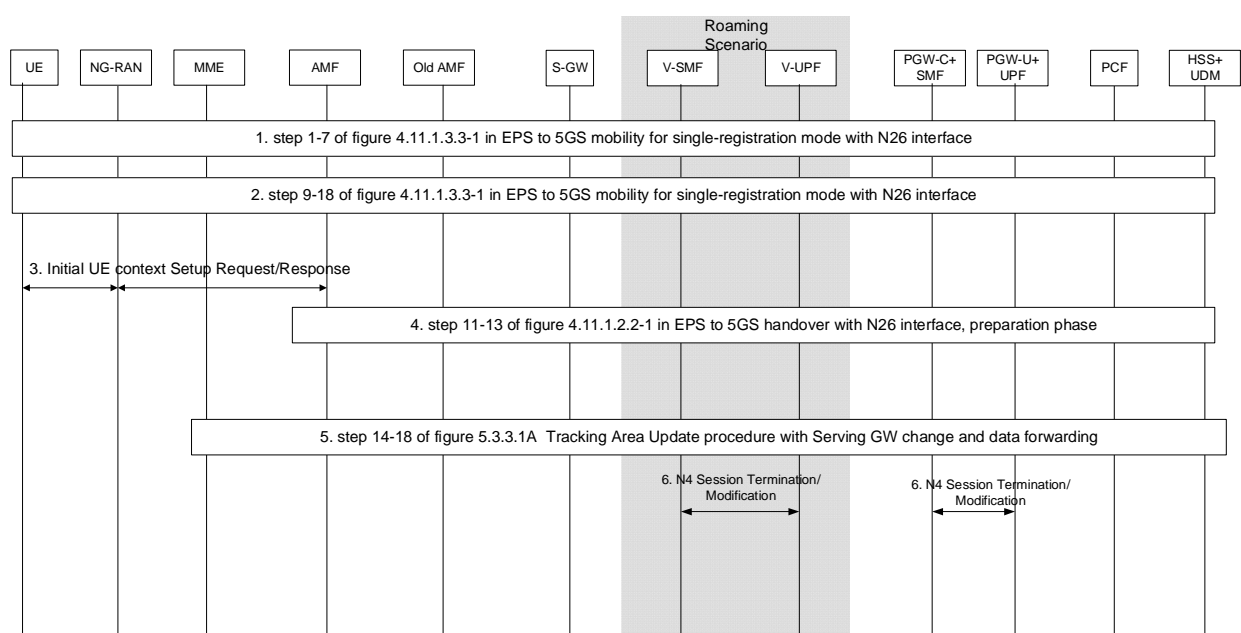 Roaming
Scenario
UE
NG-RAN
MME
AMF
Old AMF
S-GW
V-SMF
V-UPF
PGW-C+
SMF
PGW-U+
UPF
PCF
HSS+
UDM
1. step 1-7 of figure 4.11.1.3.3-1 in EPS to 5GS mobility for single-registration mode with N26 interface
2. step 9-18 of figure 4.11.1.3.3-1 in EPS to 5GS mobility for single-registration mode with N26 interface
3. Initial UE context Setup Request/Response
4. step 11-13 of figure 4.11.1.2.2-1 in EPS to 5GS handover with N26 interface, preparation phase
5. step 14-18 of figure 5.3.3.1A Tracking Area Update procedure with Serving GW change and data forwarding
6. N4 Session Termination/
Modification
6. N4 Session Termination/
Modification